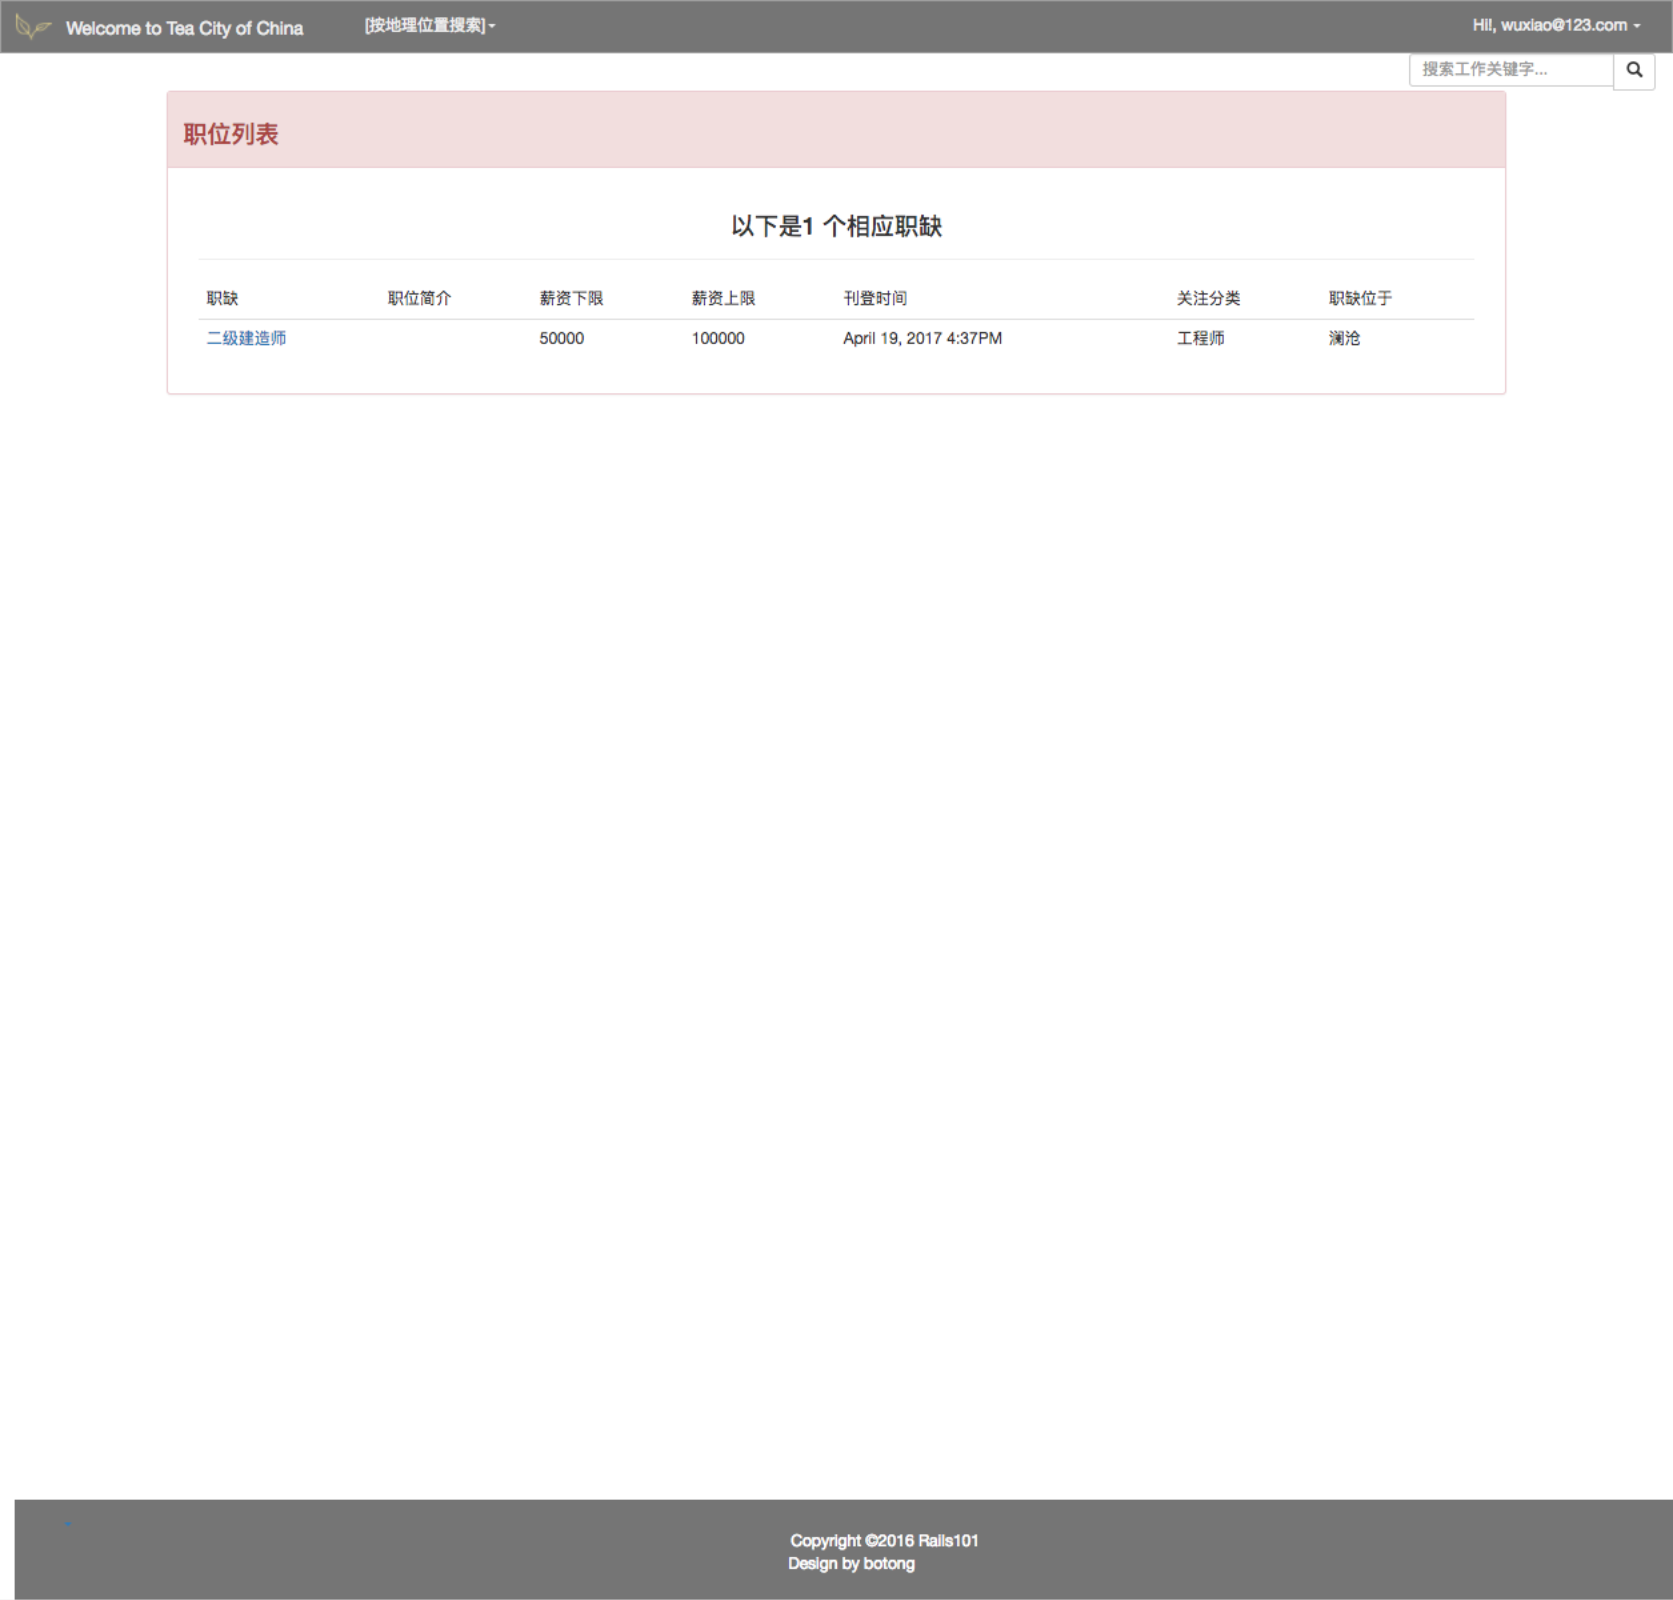 Welcome to Tea City of China [按地理位置搜索] Hi!, wuxiao@123.com
搜索工作关键字...
职位列表
以下是1 个相应职缺
职缺 职位简介 薪资下限 薪资上限 刊登时间 关注分类 职缺位于
二级建造师 50000 100000 April 19, 2017 4:37PM 工程师 澜沧
Copyright ©2016 Rails101
Design by botong